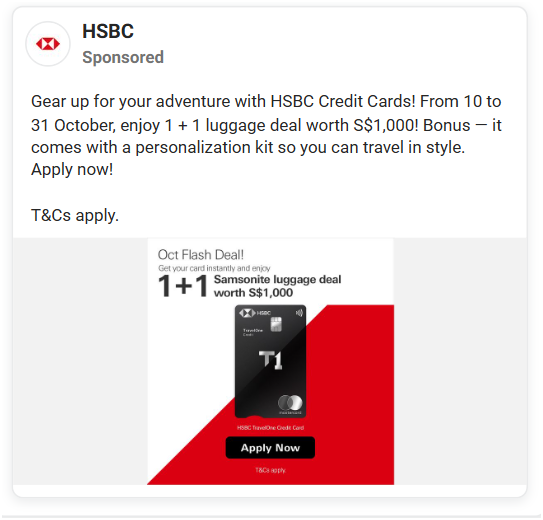 HSBC
Sponsored
Gear up for your adventure with HSBC Credit Cards! From 10 to
31 October, enjoy 1 + 1 luggage deal worth S$1,000! Bonus — it
comes with a personalization kit so you can travel in style.
Apply now!
T&Cs apply.
Oct Flash Deal!
Get your card instantly and enjoy
1+1 Samsonite luggage deal
worth S$1,000
HSBC
TravelOne
Credit
T1
HSBC TravelOne Credit Card
Apply Now
T&Cs apply.